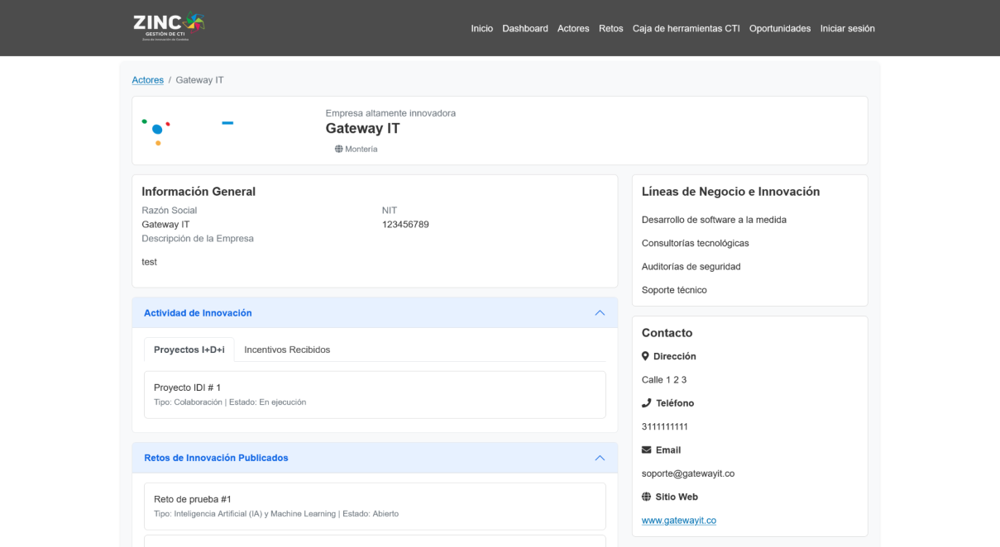 ZINC
GESTIÓN DE CTI
Zona de Innovación de Córdoba
Inicio Dashboard Actores Retos Caja de herramientas CTI Oportunidades Iniciar sesión
Actores / Gateway IT
Empresa altamente innovadora
Gateway IT
Montería
Información General
Razón Social
Gateway IT
NIT
123456789
Descripción de la Empresa
test
Actividad de Innovación
Proyectos I+D+i Incentivos Recibidos
Proyecto IDI # 1
Tipo: Colaboración | Estado: En ejecución
Retos de Innovación Publicados
Reto de prueba #1
Tipo: Inteligencia Artificial (IA) y Machine Learning | Estado: Abierto
Líneas de Negocio e Innovación
Desarrollo de software a la medida
Consultorías tecnológicas
Auditorías de seguridad
Soporte técnico
Contacto
Dirección
Calle 1 2 3
Teléfono
3111111111
Email
soporte@gatewayit.co
Sitio Web
www.gatewayit.co